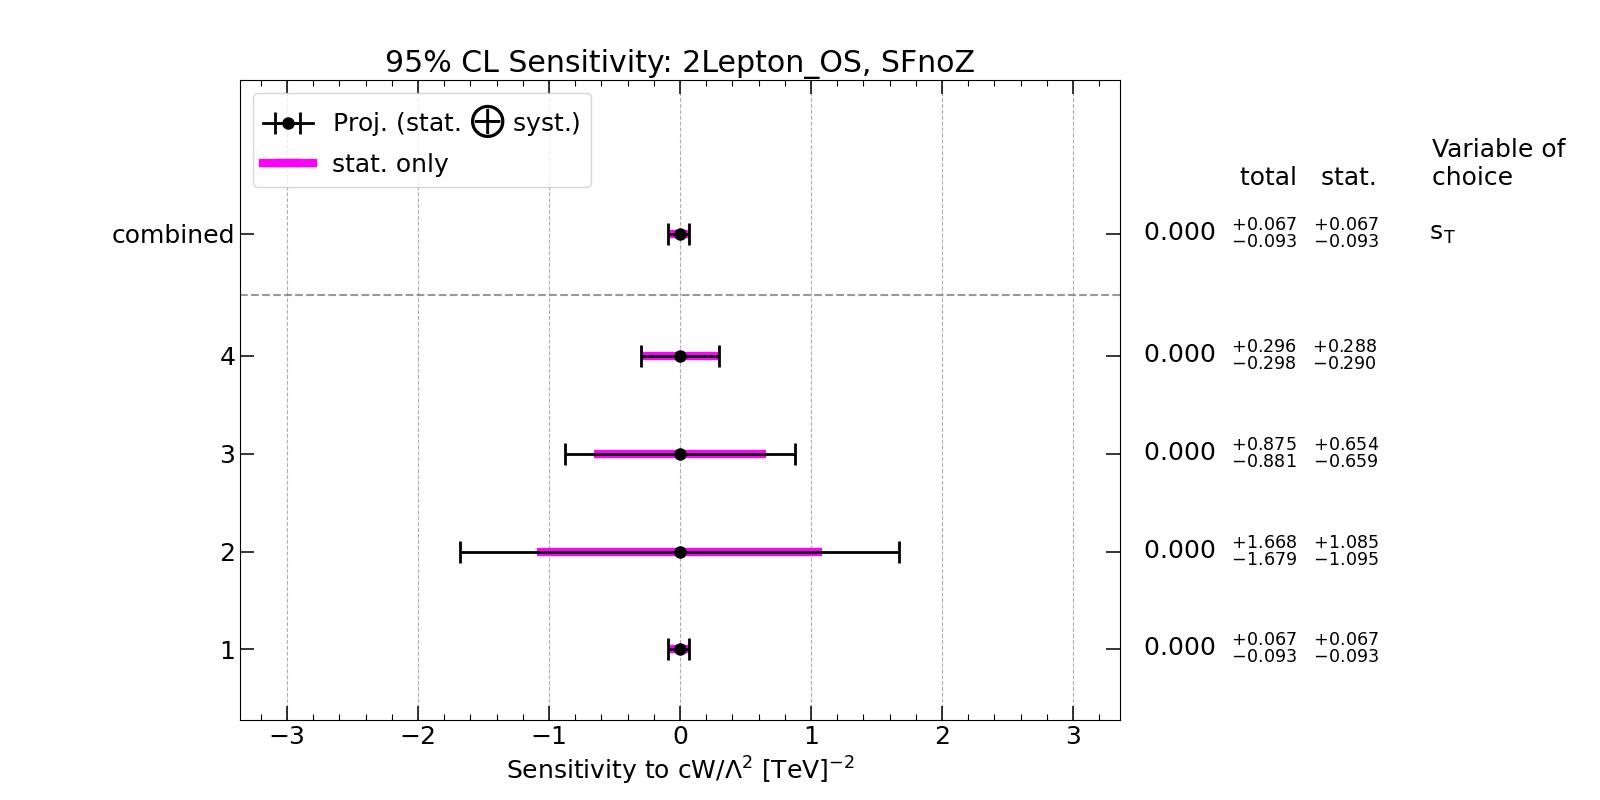 95% CL Sensitivity: 2Lepton_OS, SFnoZ
Proj. (stat. ⊕ syst.)
stat. only
Variable of
total stat. choice
combined 0.000 +0.067 −0.093 +0.067 −0.093 s_T
4 0.000 +0.296 −0.298 +0.288 −0.290
3 0.000 +0.875 −0.881 +0.654 −0.659
2 0.000 +1.668 −1.679 +1.085 −1.095
1 0.000 +0.067 −0.093 +0.067 −0.093
−3 −2 −1 0 1 2 3
Sensitivity to cW/Λ² [TeV]⁻²